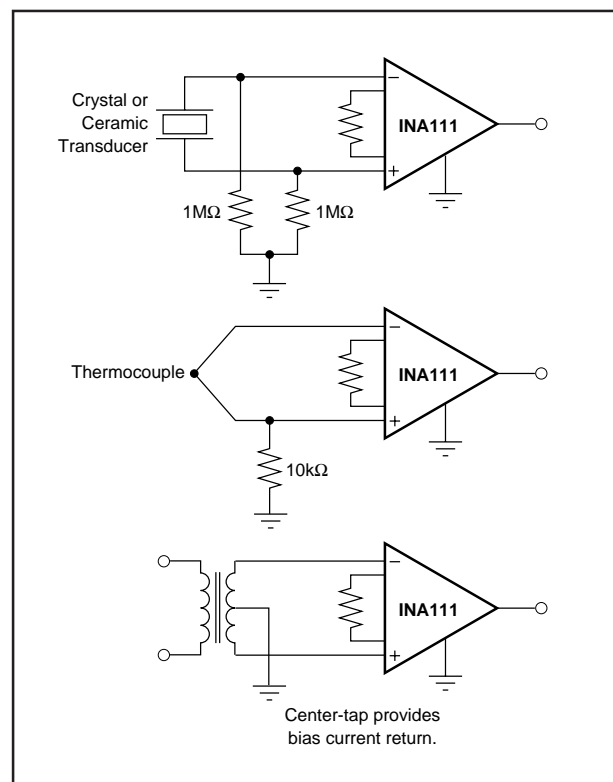 Crystal or
Ceramic
Transducer
−
INA111
+
1MΩ
1MΩ
−
Thermocouple
INA111
+
10kΩ
−
INA111
+
Center-tap provides
bias current return.